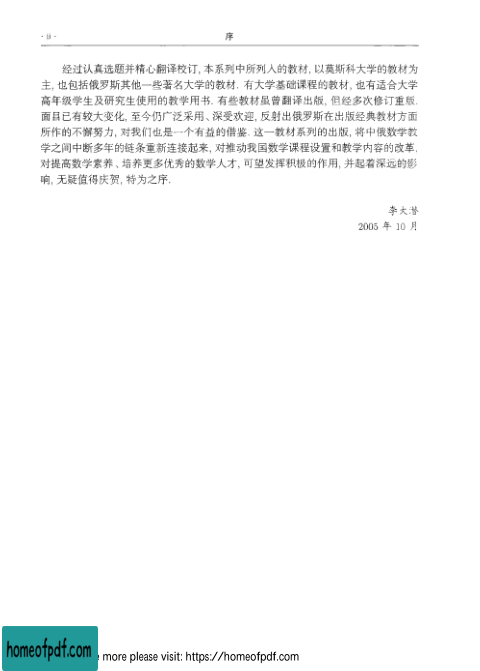 · ii · 序
经过认真选题并精心翻译校订, 本系列中所列入的教材, 以莫斯科大学的教材为
主, 也包括俄罗斯其他一些著名大学的教材. 有大学基础课程的教材, 也有适合大学
高年级学生及研究生使用的教学用书. 有些教材虽曾翻译出版, 但经多次修订重版,
面目已有较大变化, 至今仍广泛采用、深受欢迎, 反射出俄罗斯在出版经典教材方面
所作的不懈努力, 对我们也是一个有益的借鉴. 这一教材系列的出版, 将中俄数学教
学之间中断多年的链条重新连接起来, 对推动我国数学课程设置和教学内容的改革,
对提高数学素养、培养更多优秀的数学人才, 可望发挥积极的作用, 并起着深远的影
响, 无疑值得庆贺, 特为之序.
李大潜
2005 年 10 月
homeofpdf.com
more please visit: https://homeofpdf.com